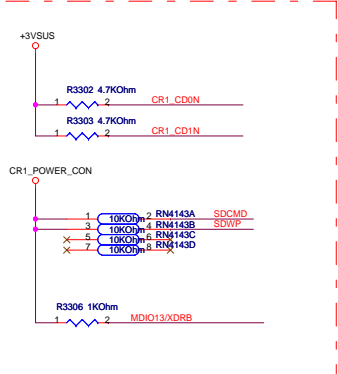 +3VSUS
R3302 4.7KOhm
1 2 CR1_CD0N
R3303 4.7KOhm
1 2 CR1_CD1N
CR1_POWER_CON
1 10KOhm 2 RN4143A SDCMD
3 10KOhm 4 RN4143B SDWP
5 10KOhm 6 RN4143C
7 10KOhm 8 RN4143D
R3306 1KOhm
1 2 MDIO13/XDRB